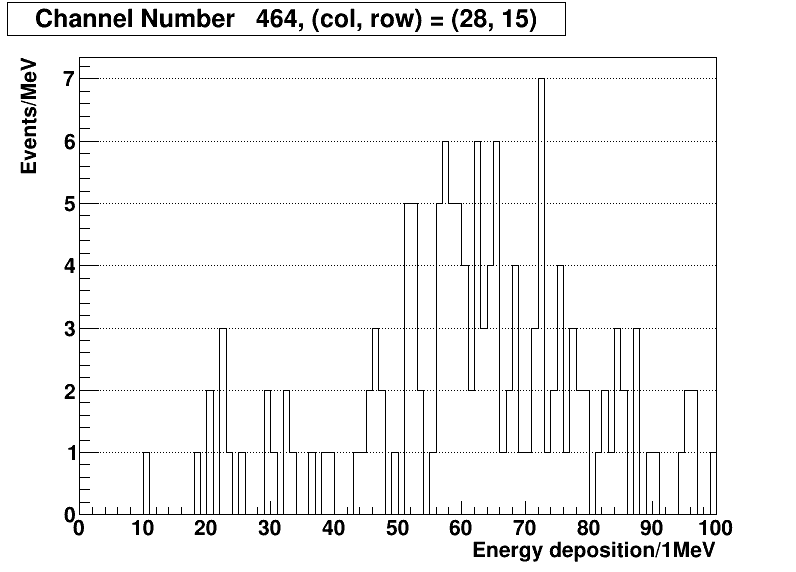 Channel Number 464, (col, row) = (28, 15)
Events/MeV
7
6
5
4
3
2
1
0
0 10 20 30 40 50 60 70 80 90 100
Energy deposition/1MeV